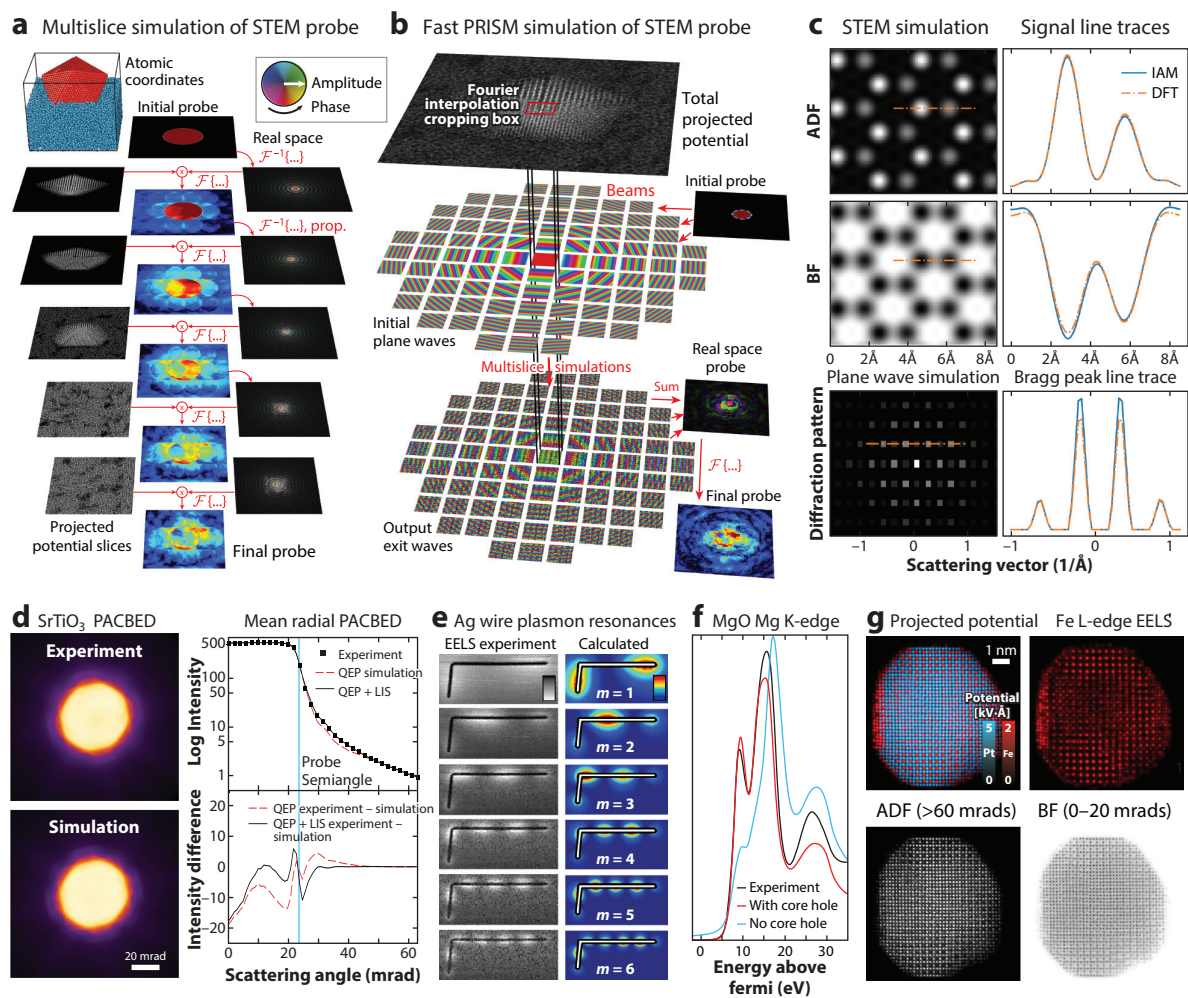 a Multislice simulation of STEM probe
Atomic
coordinates
Initial probe
Amplitude
Phase
Real space
ℱ⁻¹{...}
ℱ{...}
ℱ⁻¹{...}, prop.
ℱ{...}
ℱ{...}
ℱ{...}
ℱ{...}
Projected
potential slices
Final probe
b Fast PRISM simulation of STEM probe
Fourier
interpolation
cropping box
Total
projected
potential
Beams
Initial probe
Initial
plane waves
Multislice simulations
Real space
probe
Sum
ℱ{...}
Final probe
Output
exit waves
c STEM simulation
Signal line traces
ADF
IAM
DFT
BF
0 2Å 4Å 6Å 8Å
0 2Å 4Å 6Å 8Å
Plane wave simulation
Bragg peak line trace
Diffraction pattern
−1 0 1
−1 0 1
Scattering vector (1/Å)
d SrTiO₃ PACBED
Mean radial PACBED
Experiment
Simulation
20 mrad
Log Intensity
500
100
50
10
5
1
Experiment
QEP simulation
QEP + LIS
Probe
Semiangle
Intensity difference
20
10
0
−10
−20
QEP experiment – simulation
QEP + LIS experiment –
simulation
0 20 40 60
Scattering angle (mrad)
e Ag wire plasmon resonances
EELS experiment
Calculated
m = 1
m = 2
m = 3
m = 4
m = 5
m = 6
f MgO Mg K-edge
Experiment
With core hole
No core hole
0 10 20 30
Energy above
fermi (eV)
g Projected potential
Fe L-edge EELS
1 nm
Potential
[kV·Å]
5 2
Pt Fe
0 0
ADF (>60 mrads)
BF (0–20 mrads)